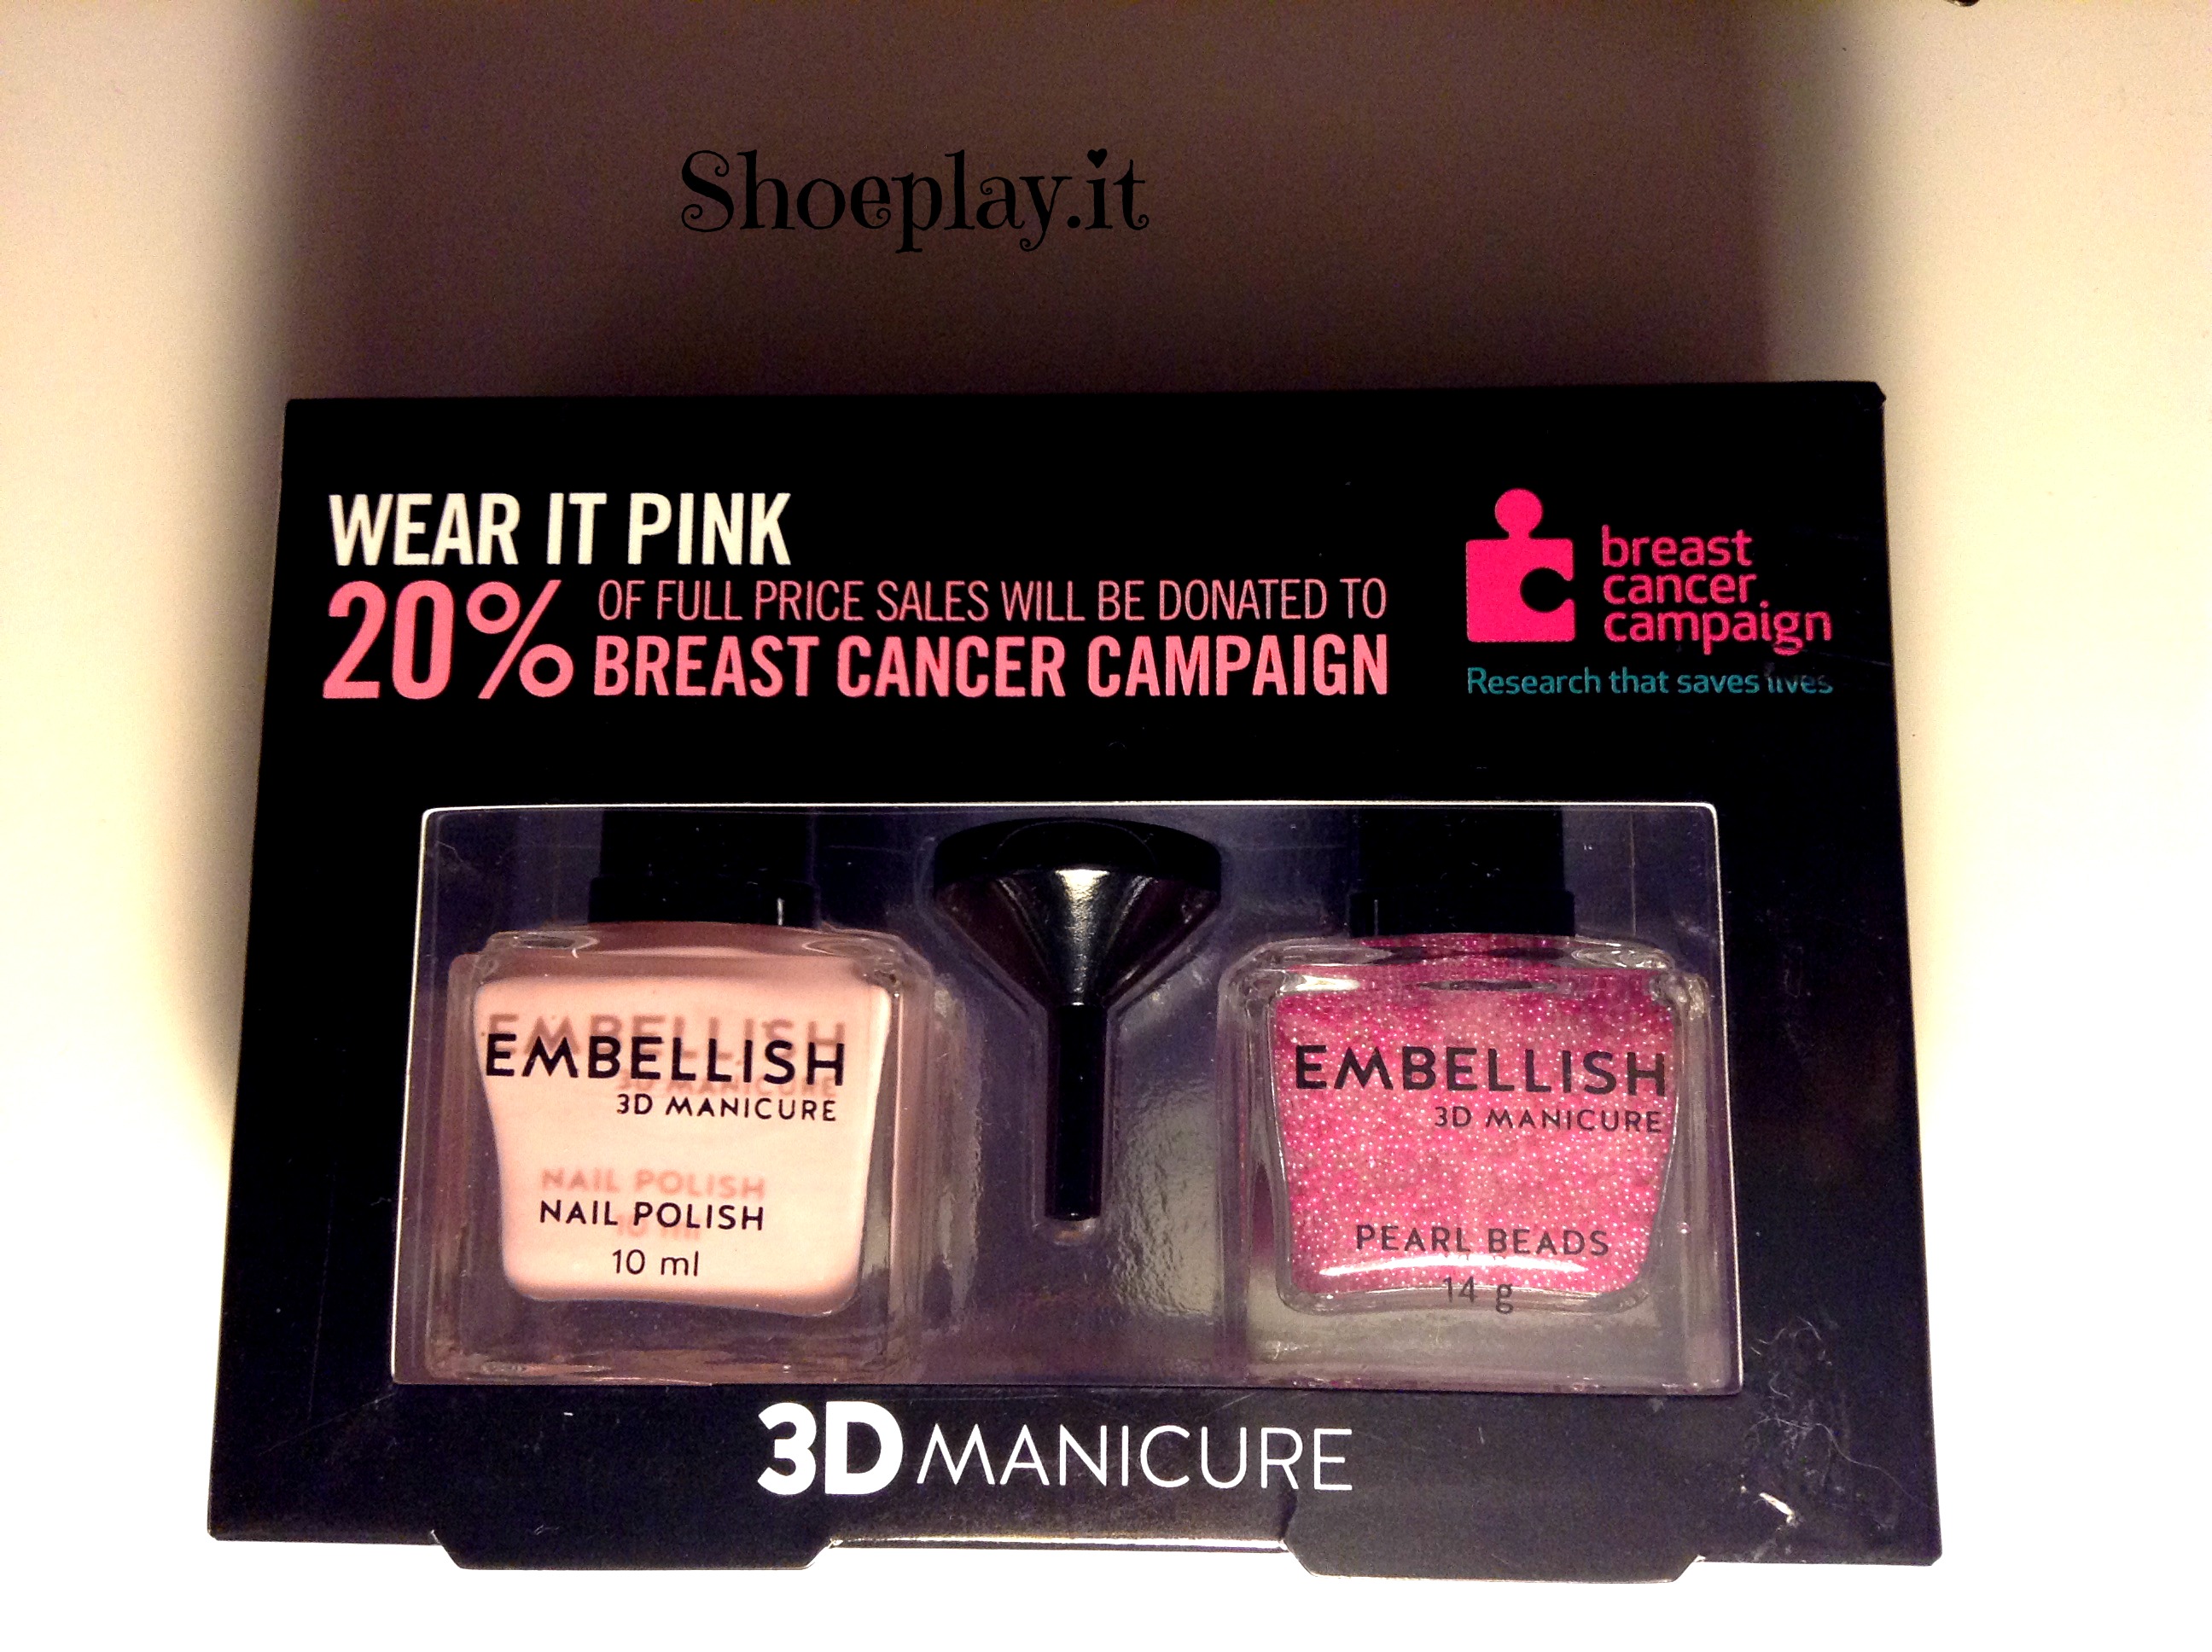 Shoeplay.it
WEAR IT PINK
20% OF FULL PRICE SALES WILL BE DONATED TO
BREAST CANCER CAMPAIGN
breast
cancer
campaign
Research that saves lives
EMBELLISH
3D MANICURE
NAIL POLISH
10 ml
EMBELLISH
3D MANICURE
PEARL BEADS
14 g
3D MANICURE